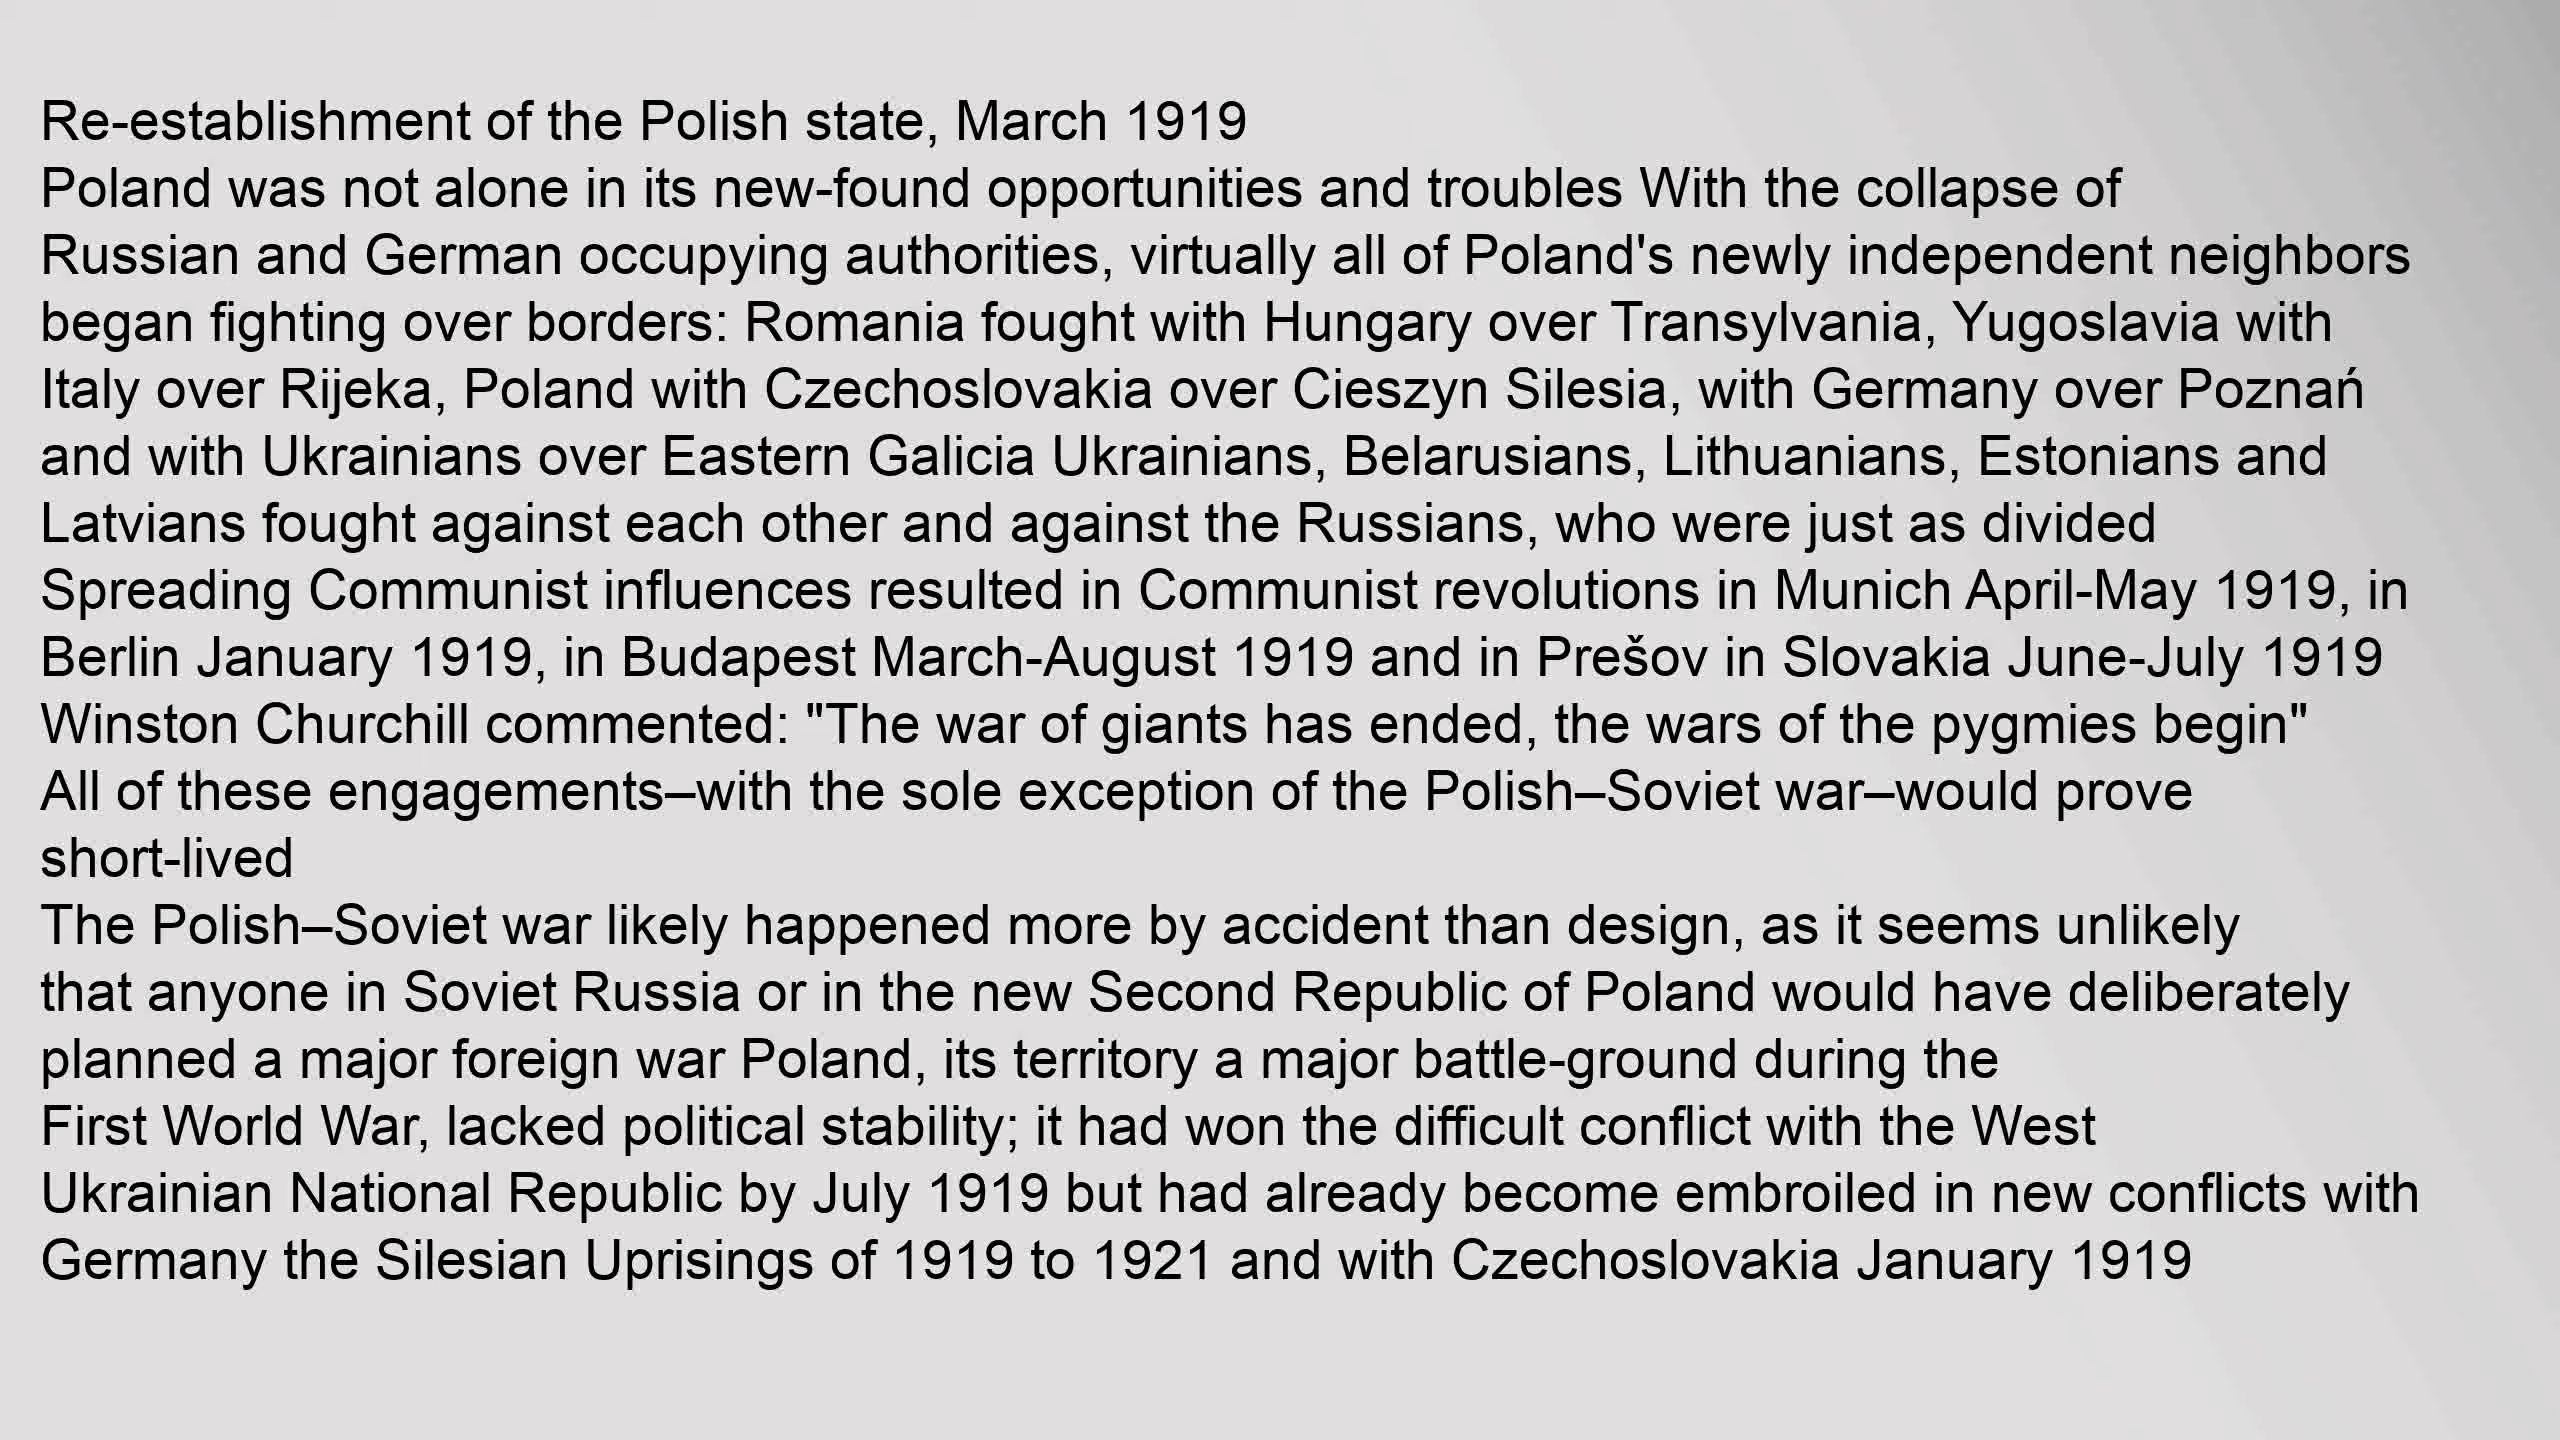 Re-establishment of the Polish state, March 1919
Poland was not alone in its new-found opportunities and troubles With the collapse of
Russian and German occupying authorities, virtually all of Poland's newly independent neighbors
began fighting over borders: Romania fought with Hungary over Transylvania, Yugoslavia with
Italy over Rijeka, Poland with Czechoslovakia over Cieszyn Silesia, with Germany over Poznań
and with Ukrainians over Eastern Galicia Ukrainians, Belarusians, Lithuanians, Estonians and
Latvians fought against each other and against the Russians, who were just as divided
Spreading Communist influences resulted in Communist revolutions in Munich April-May 1919, in
Berlin January 1919, in Budapest March-August 1919 and in Prešov in Slovakia June-July 1919
Winston Churchill commented: "The war of giants has ended, the wars of the pygmies begin"
All of these engagements–with the sole exception of the Polish–Soviet war–would prove
short-lived
The Polish–Soviet war likely happened more by accident than design, as it seems unlikely
that anyone in Soviet Russia or in the new Second Republic of Poland would have deliberately
planned a major foreign war Poland, its territory a major battle-ground during the
First World War, lacked political stability; it had won the difficult conflict with the West
Ukrainian National Republic by July 1919 but had already become embroiled in new conflicts with
Germany the Silesian Uprisings of 1919 to 1921 and with Czechoslovakia January 1919